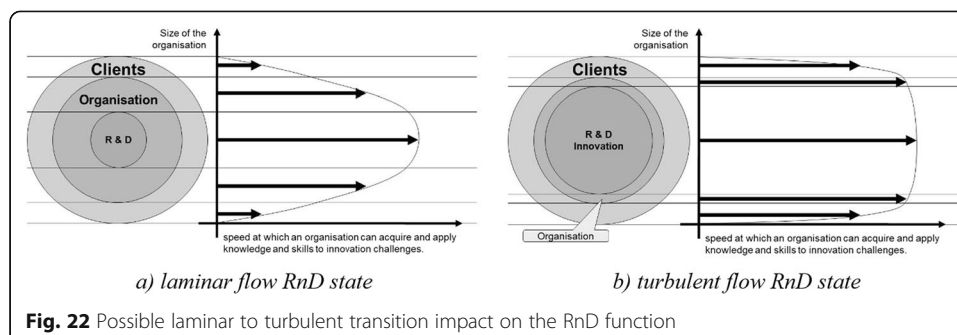 Size of the
organisation
Clients
Organisation
R & D
speed at which an organisation can acquire and apply
knowledge and skills to innovation challenges.
a) laminar flow RnD state
Size of the
organisation
Clients
R & D
Innovation
Organisation
speed at which an organisation can acquire and apply
knowledge and skills to innovation challenges.
b) turbulent flow RnD state
Fig. 22 Possible laminar to turbulent transition impact on the RnD function